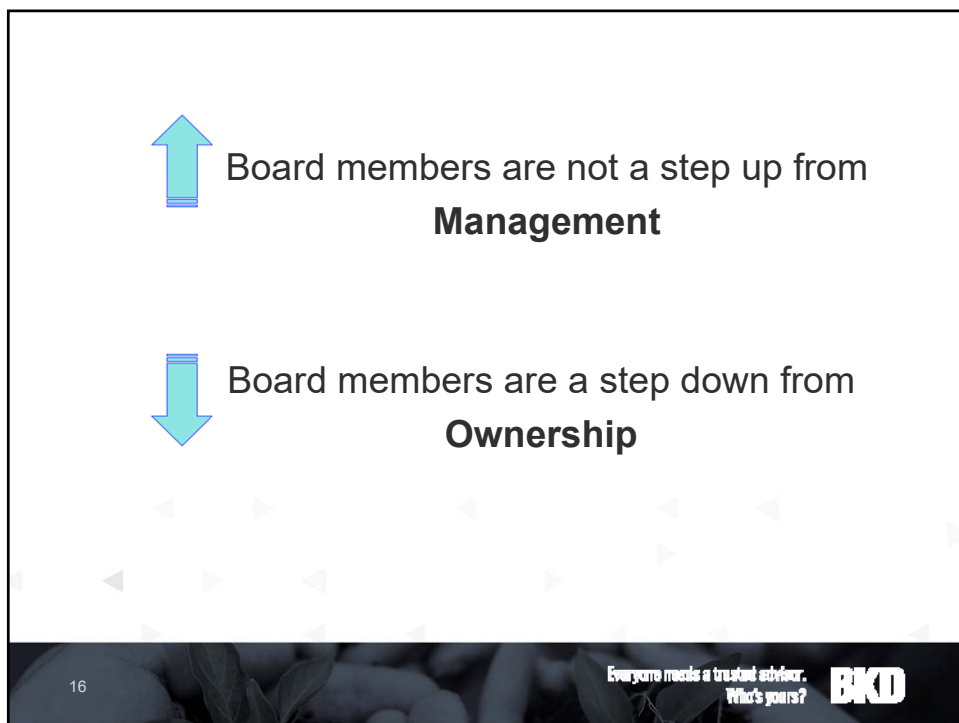 Board members are not a step up from
Management
Board members are a step down from
Ownership
16
Everyone needs a trusted advisor.
Who's yours?
BKD